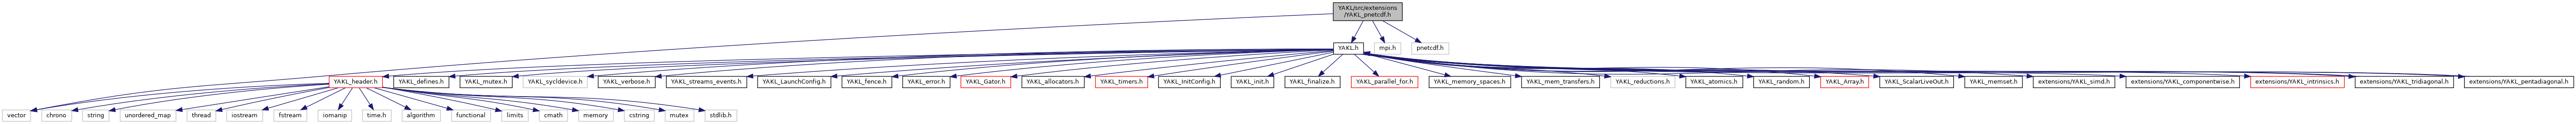 YAKL/src/extensions
/YAKL_pnetcdf.h
YAKL.h
mpi.h
pnetcdf.h
YAKL_header.h
YAKL_defines.h
YAKL_mutex.h
YAKL_sycldevice.h
YAKL_verbose.h
YAKL_streams_events.h
YAKL_LaunchConfig.h
YAKL_fence.h
YAKL_error.h
YAKL_Gator.h
YAKL_allocators.h
YAKL_timers.h
YAKL_InitConfig.h
YAKL_init.h
YAKL_finalize.h
YAKL_parallel_for.h
YAKL_memory_spaces.h
YAKL_mem_transfers.h
YAKL_reductions.h
YAKL_atomics.h
YAKL_random.h
YAKL_Array.h
YAKL_ScalarLiveOut.h
YAKL_memset.h
extensions/YAKL_simd.h
extensions/YAKL_componentwise.h
extensions/YAKL_intrinsics.h
extensions/YAKL_tridiagonal.h
extensions/YAKL_pentadiagonal.h
vector
chrono
string
unordered_map
thread
iostream
fstream
iomanip
time.h
algorithm
functional
limits
cmath
memory
cstring
mutex
stdlib.h